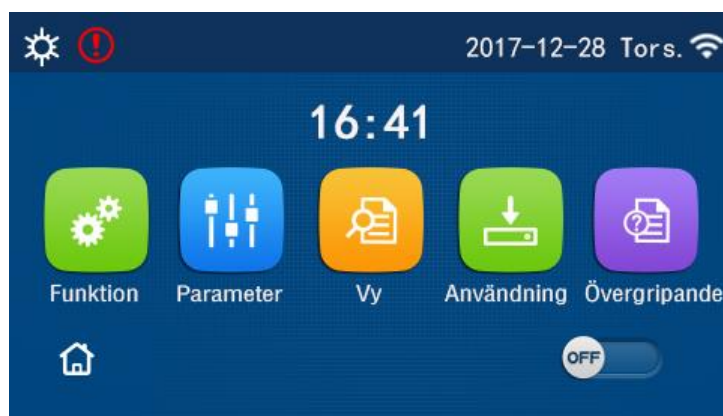 2017-12-28 Tors.
16:41
Funktion Parameter Vy Användning Övergripande
OFF